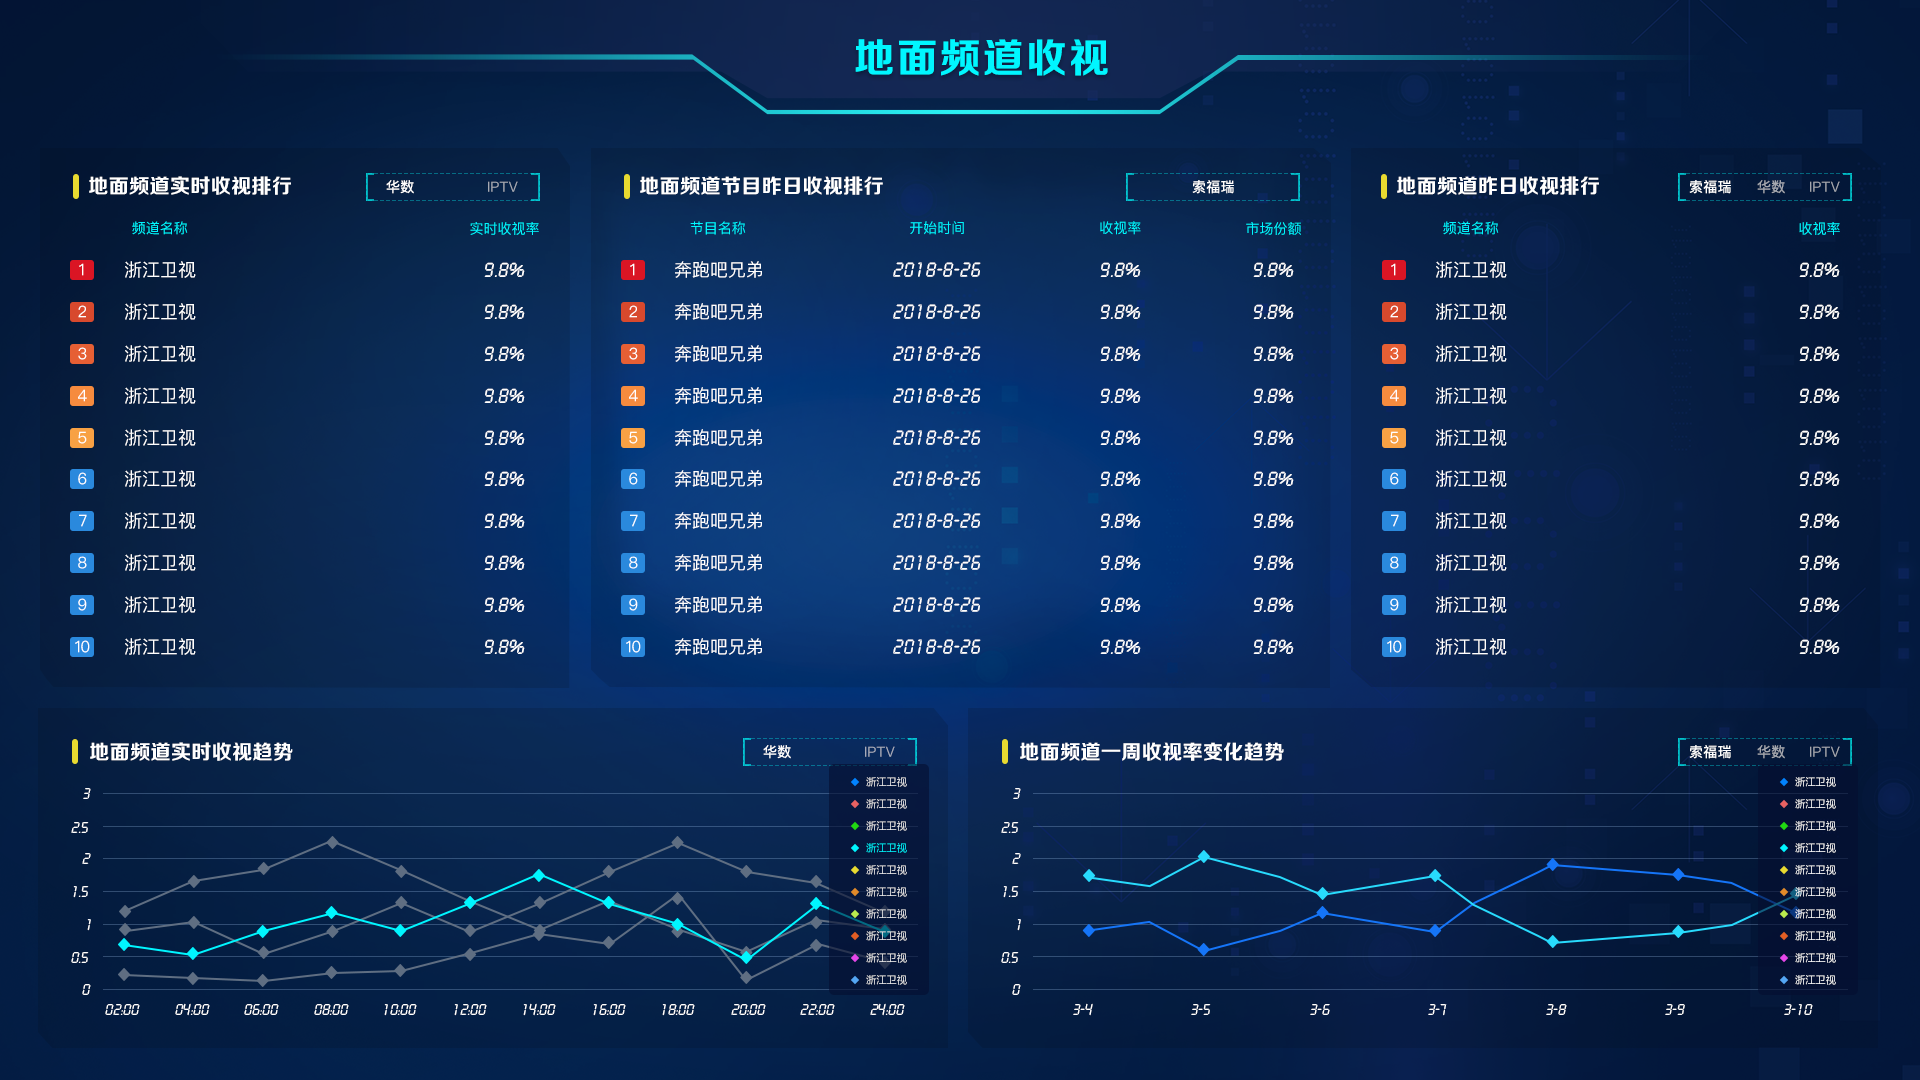 地面频道收视
地面频道实时收视排行 华数 IPTV
频道名称 实时收视率
1 浙江卫视 9.8%
2 浙江卫视 9.8%
3 浙江卫视 9.8%
4 浙江卫视 9.8%
5 浙江卫视 9.8%
6 浙江卫视 9.8%
7 浙江卫视 9.8%
8 浙江卫视 9.8%
9 浙江卫视 9.8%
10 浙江卫视 9.8%
地面频道节目昨日收视排行 索福瑞
节目名称 开始时间 收视率 市场份额
1 奔跑吧兄弟 2018-8-26 9.8% 9.8%
2 奔跑吧兄弟 2018-8-26 9.8% 9.8%
3 奔跑吧兄弟 2018-8-26 9.8% 9.8%
4 奔跑吧兄弟 2018-8-26 9.8% 9.8%
5 奔跑吧兄弟 2018-8-26 9.8% 9.8%
6 奔跑吧兄弟 2018-8-26 9.8% 9.8%
7 奔跑吧兄弟 2018-8-26 9.8% 9.8%
8 奔跑吧兄弟 2018-8-26 9.8% 9.8%
9 奔跑吧兄弟 2018-8-26 9.8% 9.8%
10 奔跑吧兄弟 2018-8-26 9.8% 9.8%
地面频道昨日收视排行 索福瑞 华数 IPTV
频道名称 收视率
1 浙江卫视 9.8%
2 浙江卫视 9.8%
3 浙江卫视 9.8%
4 浙江卫视 9.8%
5 浙江卫视 9.8%
6 浙江卫视 9.8%
7 浙江卫视 9.8%
8 浙江卫视 9.8%
9 浙江卫视 9.8%
10 浙江卫视 9.8%
地面频道实时收视趋势 华数 IPTV
3
2.5
2
1.5
1
0.5
0
02:00 04:00 06:00 08:00 10:00 12:00 14:00 16:00 18:00 20:00 22:00 24:00
浙江卫视
浙江卫视
浙江卫视
浙江卫视
浙江卫视
浙江卫视
浙江卫视
浙江卫视
浙江卫视
浙江卫视
地面频道一周收视率变化趋势 索福瑞 华数 IPTV
3
2.5
2
1.5
1
0.5
0
3-4 3-5 3-6 3-7 3-8 3-9 3-10
浙江卫视
浙江卫视
浙江卫视
浙江卫视
浙江卫视
浙江卫视
浙江卫视
浙江卫视
浙江卫视
浙江卫视